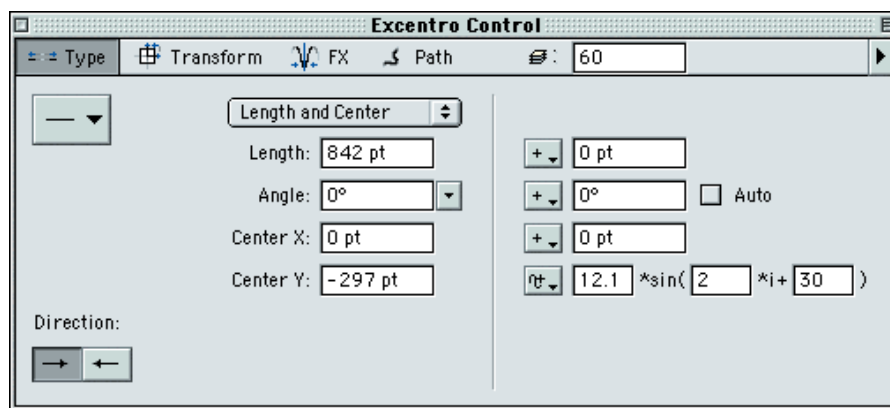 Excentro Control
Type Transform FX Path : 60
Length and Center
Length: 842 pt + 0 pt
Angle: 0° + 0° Auto
Center X: 0 pt + 0 pt
Center Y: -297 pt 12.1 *sin( 2 *i+ 30 )
Direction: